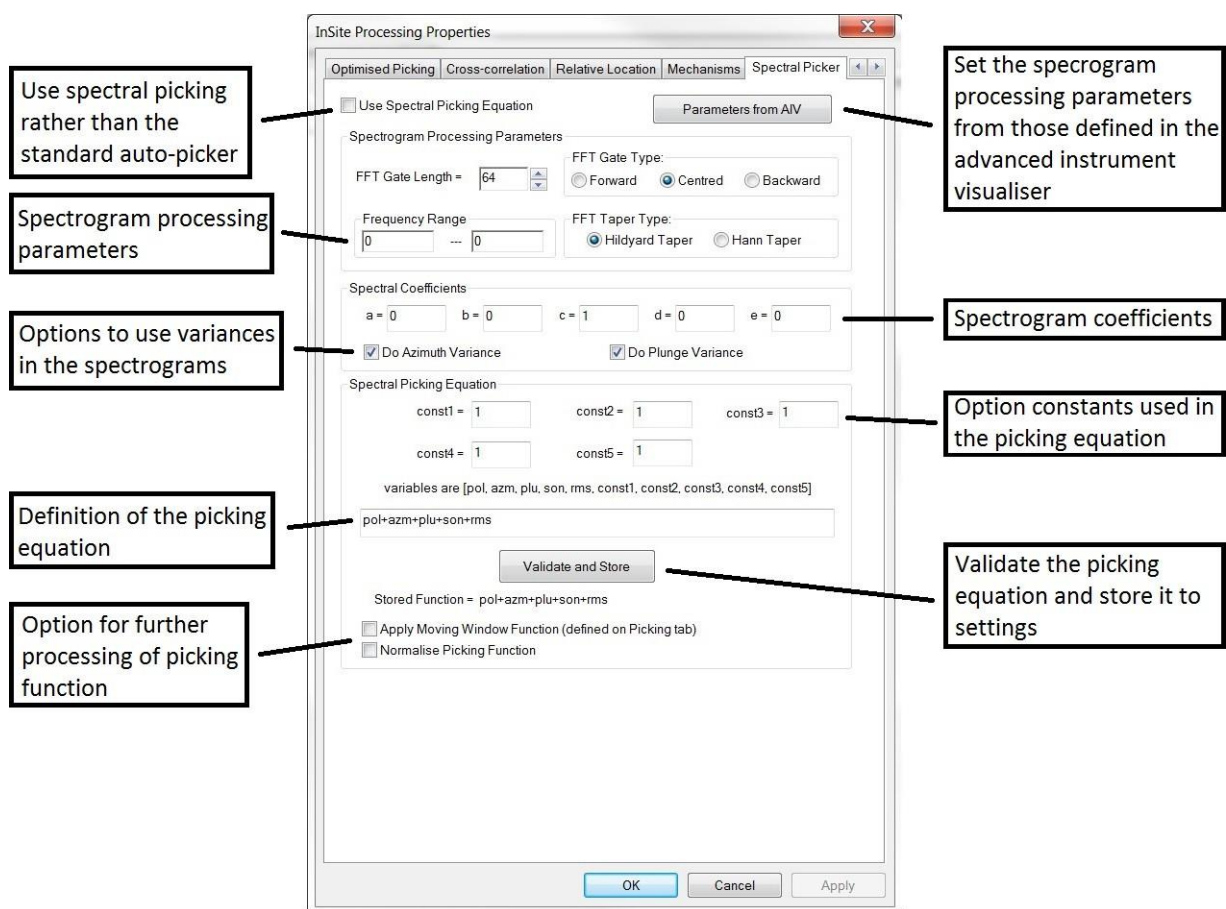 InSite Processing Properties
X
Optimised Picking
Cross-correlation
Relative Location
Mechanisms
Spectral Picker
Use spectral picking
rather than the
standard auto-picker
Use Spectral Picking Equation
Parameters from AIV
Set the specrogram
processing parameters
from those defined in the
advanced instrument
visualiser
Spectrogram Processing Parameters
FFT Gate Length = 64
FFT Gate Type:
Forward
Centred
Backward
Spectrogram processing
parameters
Frequency Range
0 --- 0
FFT Taper Type:
Hildyard Taper
Hann Taper
Spectral Coefficients
a = 0 b = 0 c = 1 d = 0 e = 0
Spectrogram coefficients
Options to use variances
in the spectrograms
Do Azimuth Variance
Do Plunge Variance
Spectral Picking Equation
const1 = 1 const2 = 1 const3 = 1
const4 = 1 const5 = 1
Option constants used in
the picking equation
variables are [pol, azm, plu, son, rms, const1, const2, const3, const4, const5]
Definition of the picking
equation
pol+azm+plu+son+rms
Validate and Store
Validate the picking
equation and store it to
settings
Stored Function = pol+azm+plu+son+rms
Option for further
processing of picking
function
Apply Moving Window Function (defined on Picking tab)
Normalise Picking Function
OK
Cancel
Apply